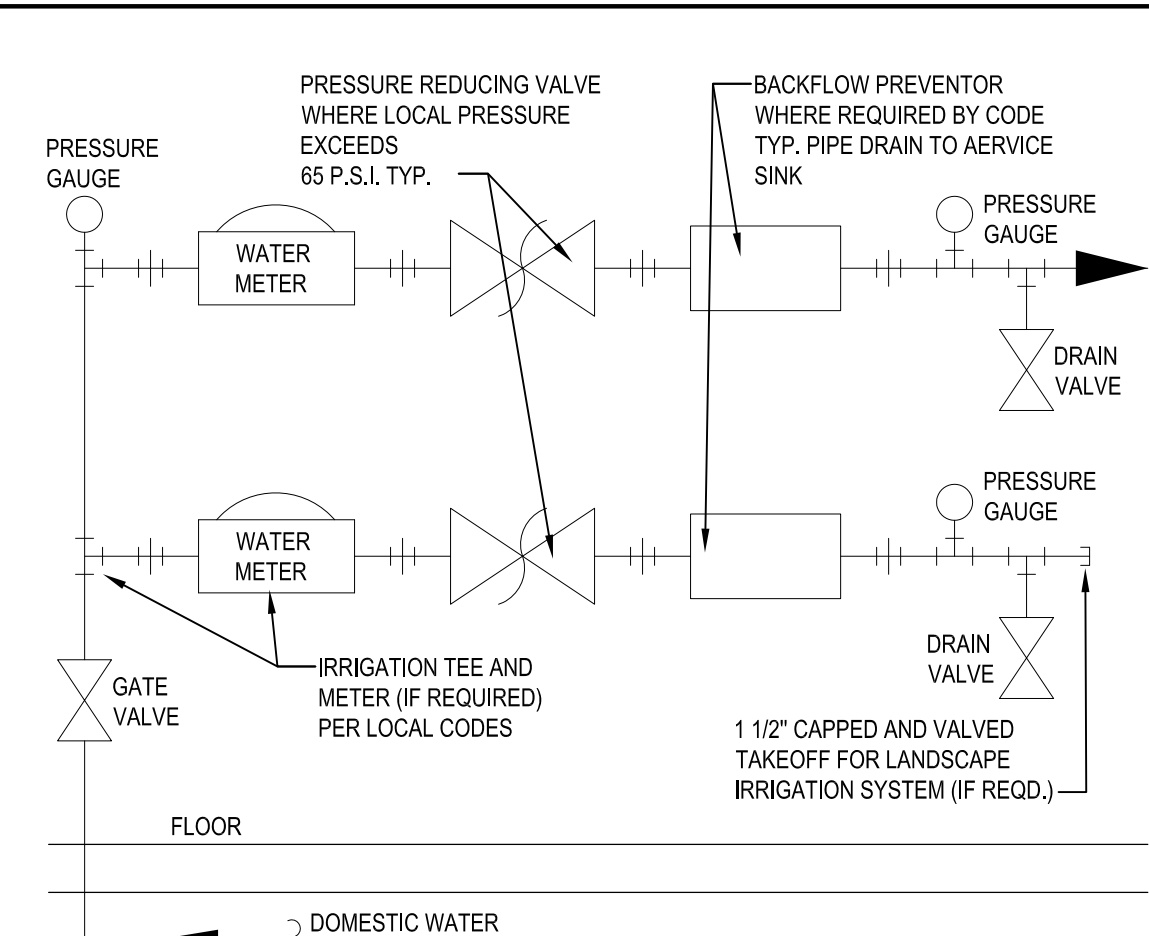 PRESSURE REDUCING VALVE
WHERE LOCAL PRESSURE
EXCEEDS
65 P.S.I. TYP.
BACKFLOW PREVENTOR
WHERE REQUIRED BY CODE
TYP. PIPE DRAIN TO AERVICE
SINK
PRESSURE
GAUGE
PRESSURE
GAUGE
WATER
METER
DRAIN
VALVE
PRESSURE
GAUGE
WATER
METER
IRRIGATION TEE AND
METER (IF REQUIRED)
PER LOCAL CODES
DRAIN
VALVE
GATE
VALVE
1 1/2" CAPPED AND VALVED
TAKEOFF FOR LANDSCAPE
IRRIGATION SYSTEM (IF REQD.)
FLOOR
DOMESTIC WATER